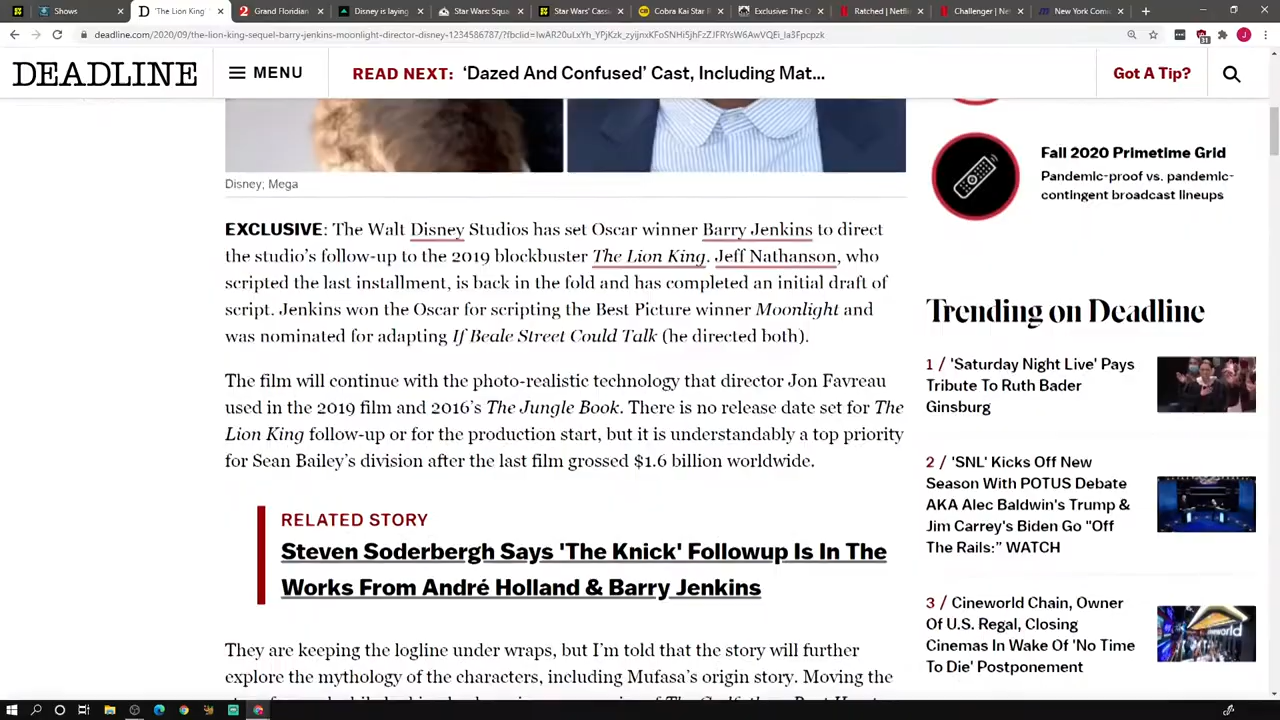 Shows
'The Lion King'
Grand Floridian
Disney is laying
Star Wars: Squa
Star Wars' Cassi
Cobra Kai Star R
Exclusive: The O
Ratched | Netfl
Challenger | Net
New York Comic
deadline.com/2020/09/the-lion-king-sequel-barry-jenkins-moonlight-director-disney-1234586787/
DEADLINE
MENU
READ NEXT: 'Dazed And Confused' Cast, Including Mat...
Got A Tip?
Disney; Mega
EXCLUSIVE: The Walt Disney Studios has set Oscar winner Barry Jenkins to direct
the studio's follow-up to the 2019 blockbuster The Lion King. Jeff Nathanson, who
scripted the last installment, is back in the fold and has completed an initial draft of
script. Jenkins won the Oscar for scripting the Best Picture winner Moonlight and
was nominated for adapting If Beale Street Could Talk (he directed both).
The film will continue with the photo-realistic technology that director Jon Favreau
used in the 2019 film and 2016's The Jungle Book. There is no release date set for The
Lion King follow-up or for the production start, but it is understandably a top priority
for Sean Bailey's division after the last film grossed $1.6 billion worldwide.
RELATED STORY
Steven Soderbergh Says 'The Knick' Followup Is In The
Works From André Holland & Barry Jenkins
They are keeping the logline under wraps, but I'm told that the story will further
explore the mythology of the characters, including Mufasa's origin story. Moving the
Fall 2020 Primetime Grid
Pandemic-proof vs. pandemic-
contingent broadcast lineups
Trending on Deadline
1 / 'Saturday Night Live' Pays
Tribute To Ruth Bader
Ginsburg
2 / 'SNL' Kicks Off New
Season With POTUS Debate
AKA Alec Baldwin's Trump &
Jim Carrey's Biden Go "Off
The Rails:" WATCH
3 / Cineworld Chain, Owner
Of U.S. Regal, Closing
Cinemas In Wake Of 'No Time
To Die' Postponement